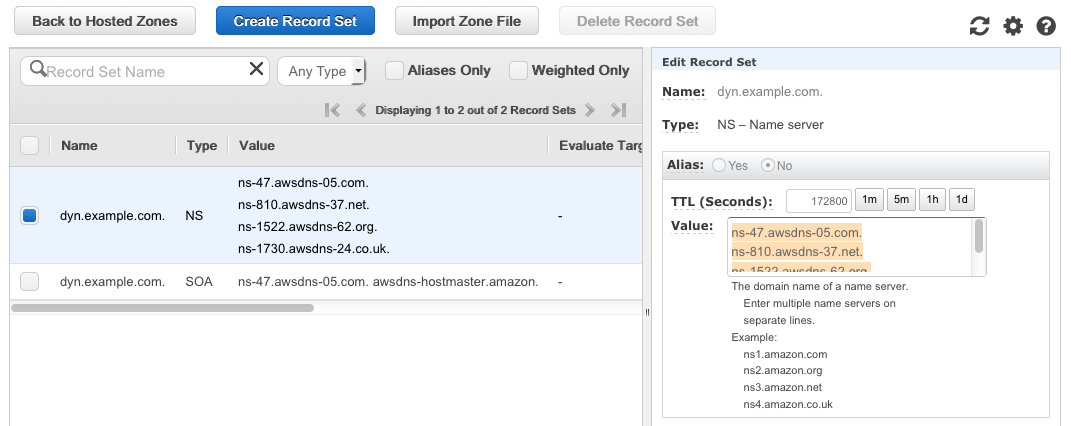 Back to Hosted Zones Create Record Set Import Zone File Delete Record Set
Record Set Name Any Type Aliases Only Weighted Only
Displaying 1 to 2 out of 2 Record Sets
Name Type Value Evaluate Targ
dyn.example.com. NS
ns-47.awsdns-05.com.
ns-810.awsdns-37.net.
ns-1522.awsdns-62.org.
ns-1730.awsdns-24.co.uk.
-
dyn.example.com. SOA ns-47.awsdns-05.com. awsdns-hostmaster.amazon. -
Edit Record Set
Name: dyn.example.com.
Type: NS – Name server
Alias: Yes No
TTL (Seconds): 172800 1m 5m 1h 1d
Value: ns-47.awsdns-05.com.
ns-810.awsdns-37.net.
ns-1522.awsdns-62.org.
The domain name of a name server.
Enter multiple name servers on
separate lines.
Example:
ns1.amazon.com
ns2.amazon.org
ns3.amazon.net
ns4.amazon.co.uk